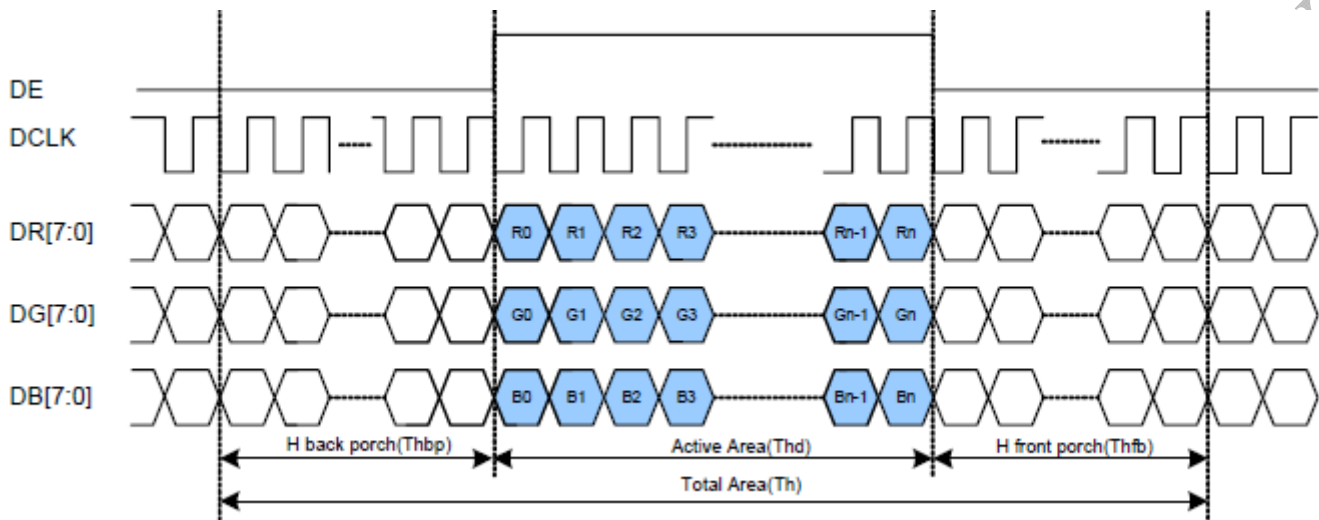 DE
DCLK
DR[7:0] R0 R1 R2 R3 Rn-1 Rn
DG[7:0] G0 G1 G2 G3 Gn-1 Gn
DB[7:0] B0 B1 B2 B3 Bn-1 Bn
H back porch(Thbp) Active Area(Thd) H front porch(Thfb)
Total Area(Th)